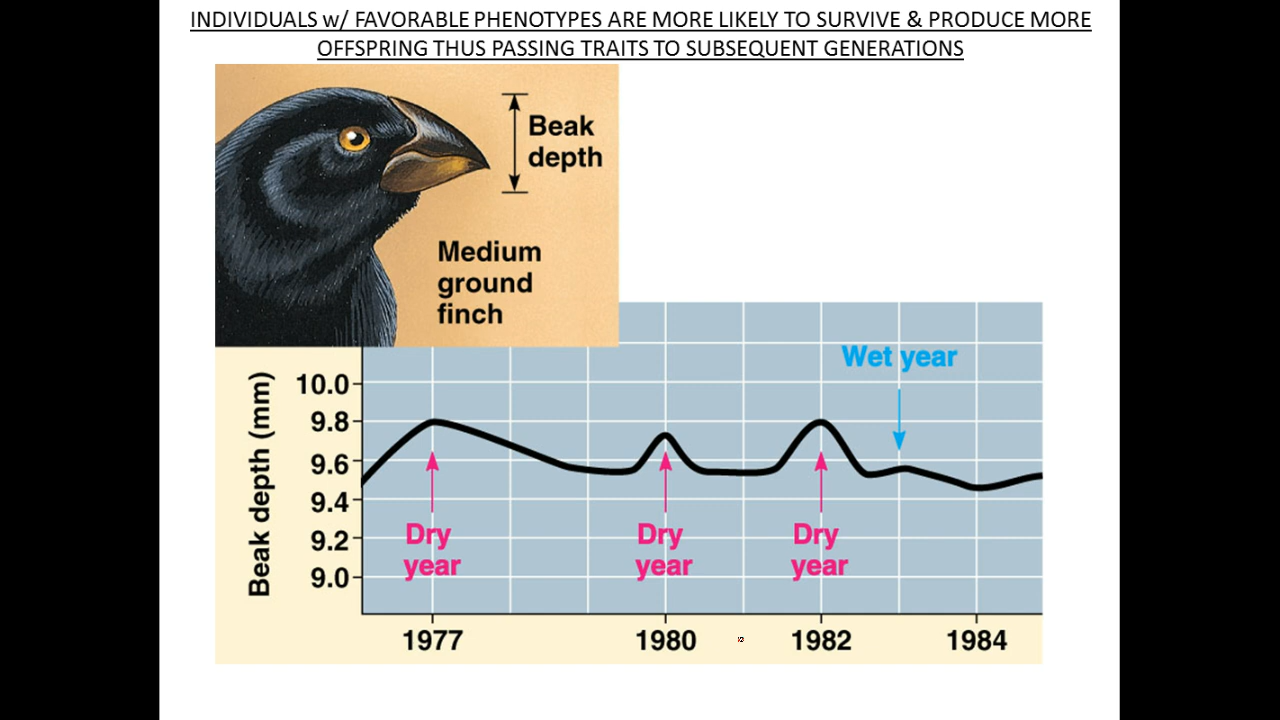 INDIVIDUALS w/ FAVORABLE PHENOTYPES ARE MORE LIKELY TO SURVIVE & PRODUCE MORE
OFFSPRING THUS PASSING TRAITS TO SUBSEQUENT GENERATIONS
Beak
depth
Medium
ground
finch
Wet year
Beak depth (mm)
10.0
9.8
9.6
9.4
9.2
9.0
Dry
year
Dry
year
Dry
year
1977
1980
1982
1984